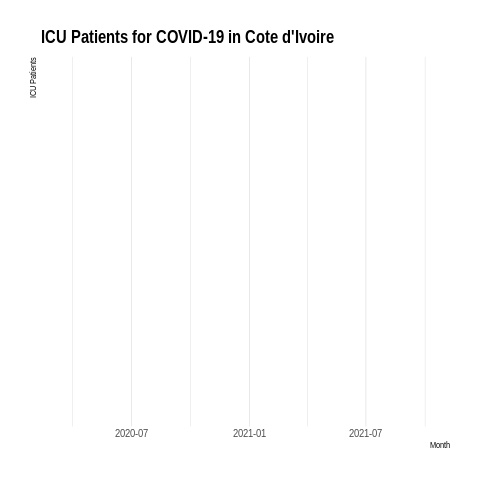 ICU Patients for COVID-19 in Cote d'Ivoire
ICU Patients
2020-07
2021-01
2021-07
Month